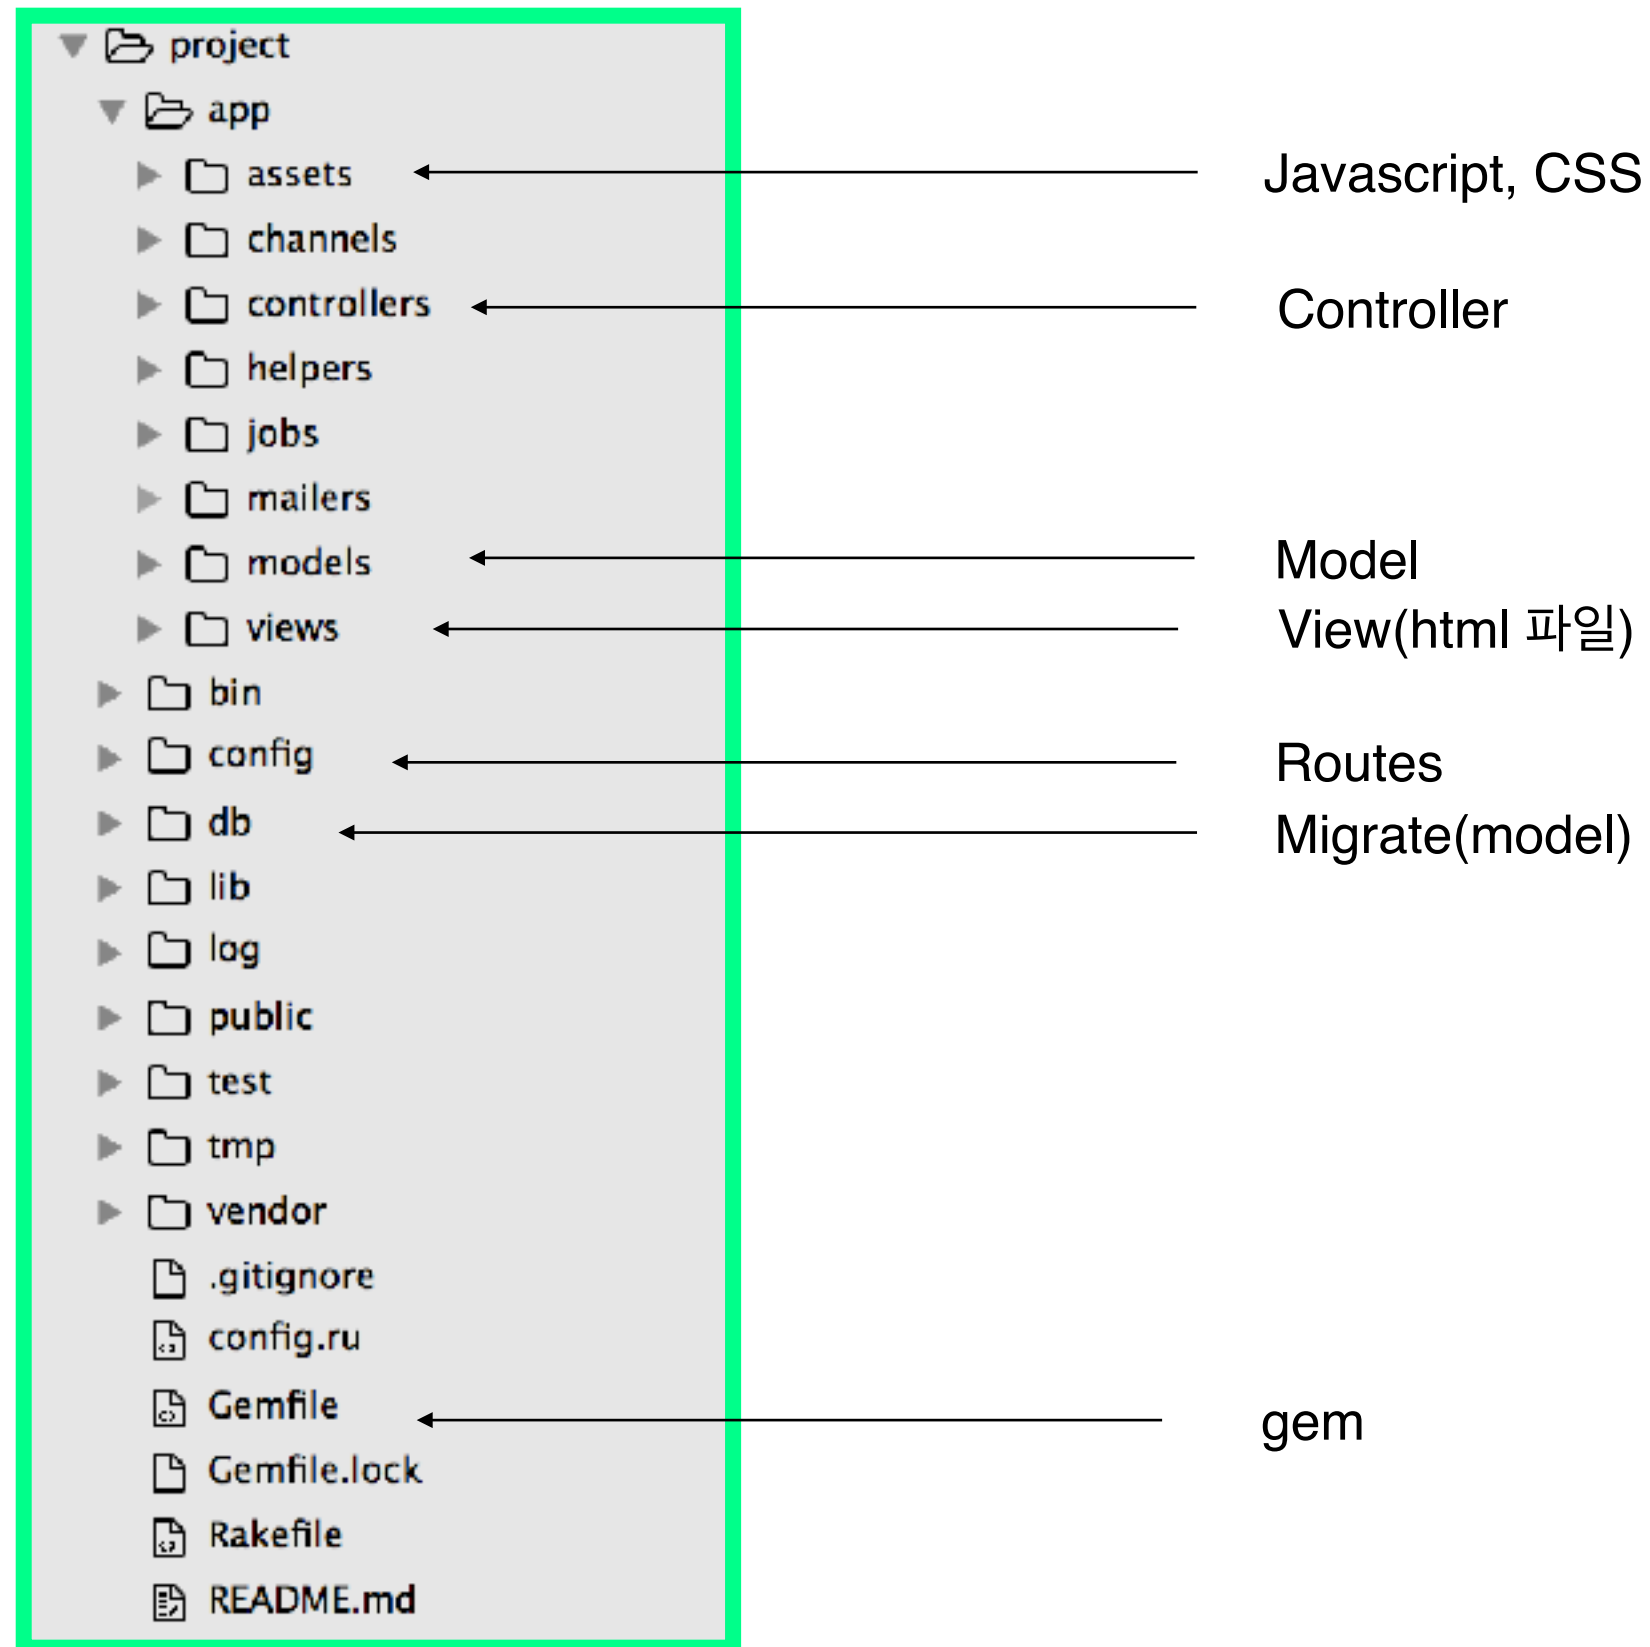 project
app
assets
Javascript, CSS
channels
controllers
Controller
helpers
jobs
mailers
models
Model
views
View(html 파일)
bin
config
Routes
db
Migrate(model)
lib
log
public
test
tmp
vendor
.gitignore
config.ru
Gemfile
gem
Gemfile.lock
Rakefile
README.md